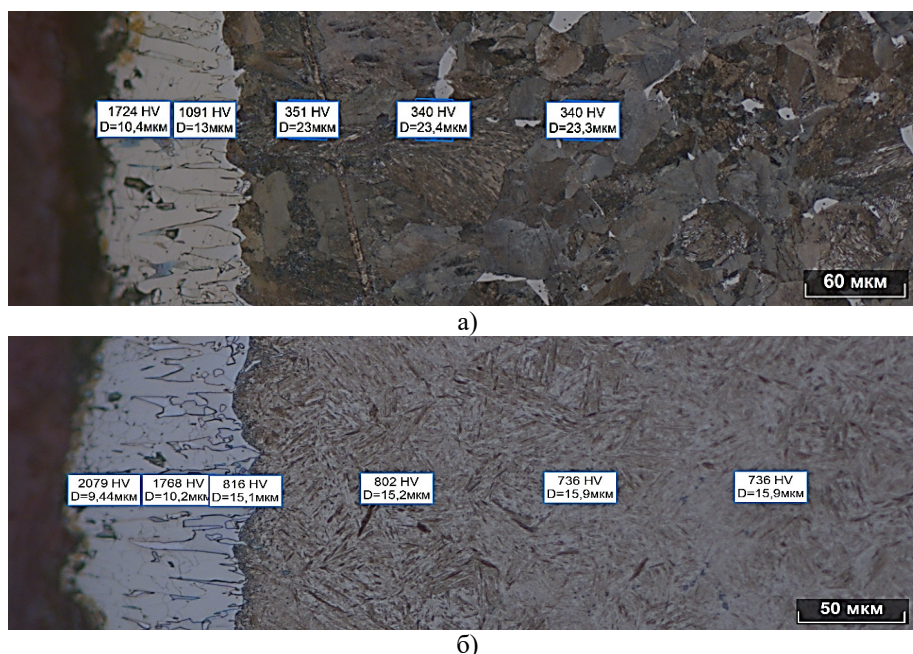 1724 HV
D=10,4мкм
1091 HV
D=13мкм
351 HV
D=23мкм
340 HV
D=23,4мкм
340 HV
D=23,3мкм
60 мкм
а)
2079 HV
D=9,44мкм
1768 HV
D=10,2мкм
816 HV
D=15,1мкм
802 HV
D=15,2мкм
736 HV
D=15,9мкм
736 HV
D=15,9мкм
50 мкм
б)